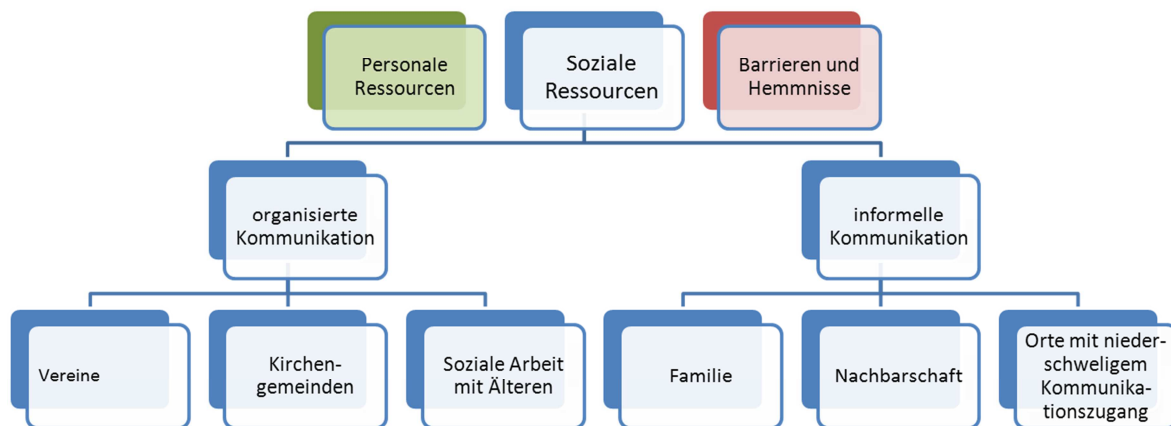 Personale
Ressourcen
Soziale
Ressourcen
Barrieren und
Hemmnisse
organisierte
Kommunikation
informelle
Kommunikation
Vereine
Kirchen-
gemeinden
Soziale Arbeit
mit Älteren
Familie
Nachbarschaft
Orte mit nieder-
schweligem
Kommunika-
tionszugang